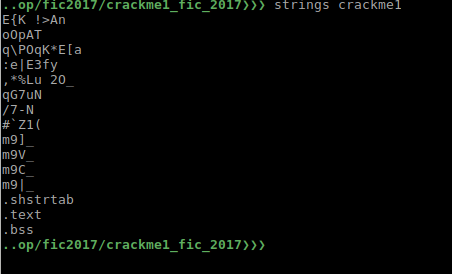 ..op/fic2017/crackme1_fic_2017❯❯❯ strings crackme1
E{K !>An
oOpAT
q\POqK*E[a
:e|E3fy
,*%Lu 2O_
qG7uN
/7-N
#`Z1(
m9]_
m9V_
m9C_
m9|_
.shstrtab
.text
.bss
..op/fic2017/crackme1_fic_2017❯❯❯